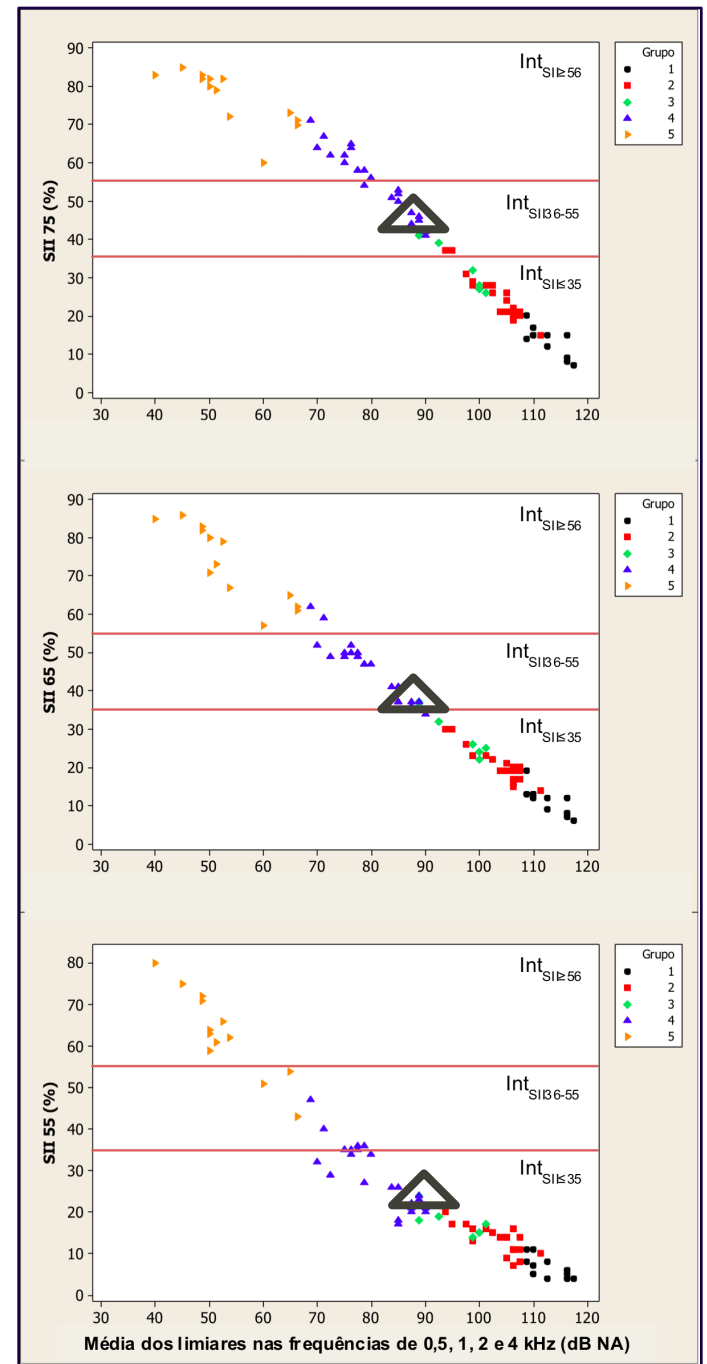 Grupo
1
2
3
4
5
Int SII≥56
Int SII36-55
Int SII≤35
SII 75 (%)
90
80
70
60
50
40
30
20
10
0
30 40 50 60 70 80 90 100 110 120
Grupo
1
2
3
4
5
Int SII≥56
Int SII36-55
Int SII≤35
SII 65 (%)
90
80
70
60
50
40
30
20
10
0
30 40 50 60 70 80 90 100 110 120
Grupo
1
2
3
4
5
Int SII≥56
Int SII36-55
Int SII≤35
SII 55 (%)
80
70
60
50
40
30
20
10
0
30 40 50 60 70 80 90 100 110 120
Média dos limiares nas frequências de 0,5, 1, 2 e 4 kHz (dB NA)